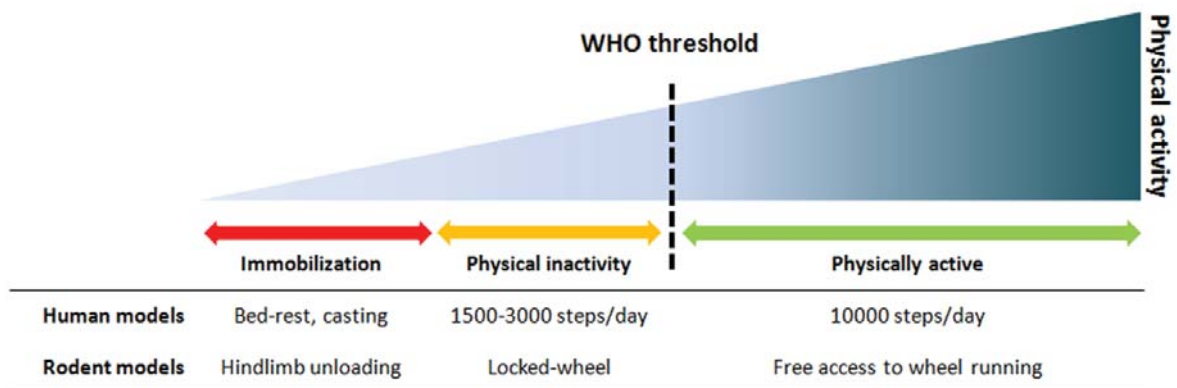 WHO threshold
Physical activity
Immobilization Physical inactivity Physically active
Human models Bed-rest, casting 1500-3000 steps/day 10000 steps/day
Rodent models Hindlimb unloading Locked-wheel Free access to wheel running